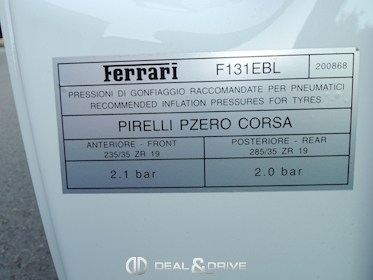 Ferrari F131EBL 200868
PRESSIONI DI GONFIAGGIO RACCOMANDATE PER PNEUMATICI
RECOMMENDED INFLATION PRESSURES FOR TYRES
PIRELLI PZERO CORSA
ANTERIORE - FRONT POSTERIORE - REAR
235/35 ZR 19 285/35 ZR 19
2.1 bar 2.0 bar
DEAL & DRIVE